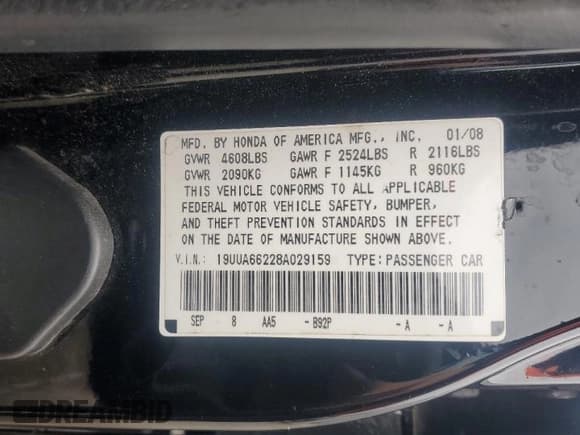 MFD. BY HONDA OF AMERICA MFG., INC. 01/08
GVWR 4608LBS GAWR F 2524LBS R 2116LBS
GVWR 2090KG GAWR F 1145KG R 960KG
THIS VEHICLE CONFORMS TO ALL APPLICABLE
FEDERAL MOTOR VEHICLE SAFETY, BUMPER,
AND THEFT PREVENTION STANDARDS IN EFFECT
ON THE DATE OF MANUFACTURE SHOWN ABOVE.
V.I.N.: 19UUA66228A029159 TYPE: PASSENGER CAR
SEP 8 AA5 -B92P -A -A
DREAMBID